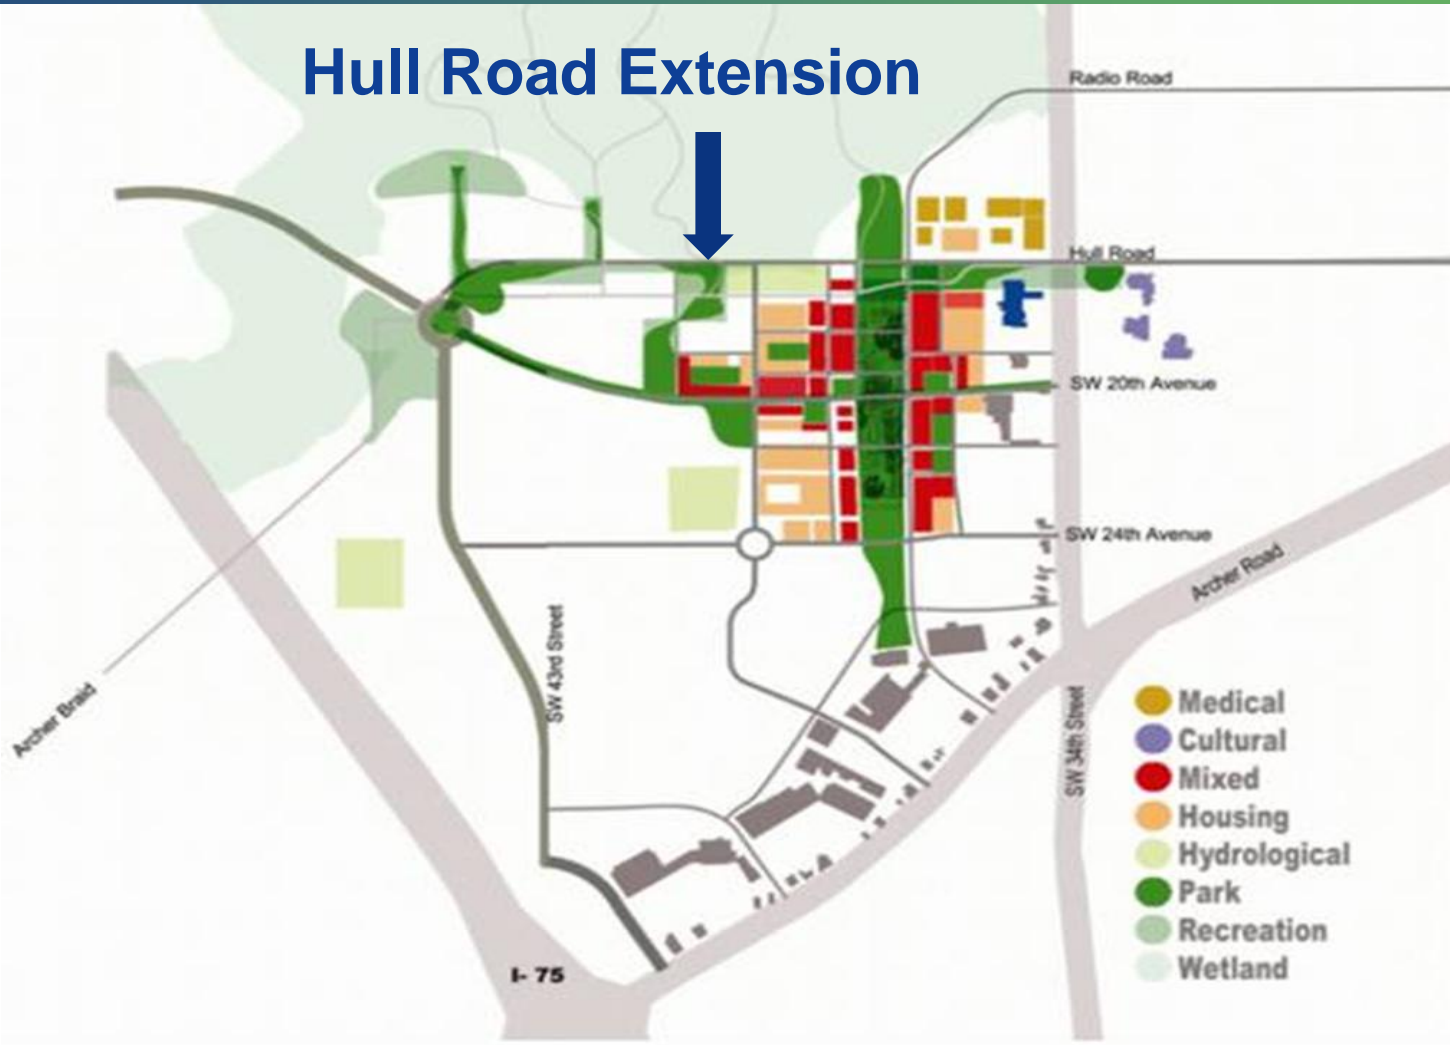 Hull Road Extension
Radio Road
Hull Road
SW 20th Avenue
SW 24th Avenue
Archer Road
SW 43rd Street
Archer Braid
SW 34th Street
I- 75
Medical
Cultural
Mixed
Housing
Hydrological
Park
Recreation
Wetland